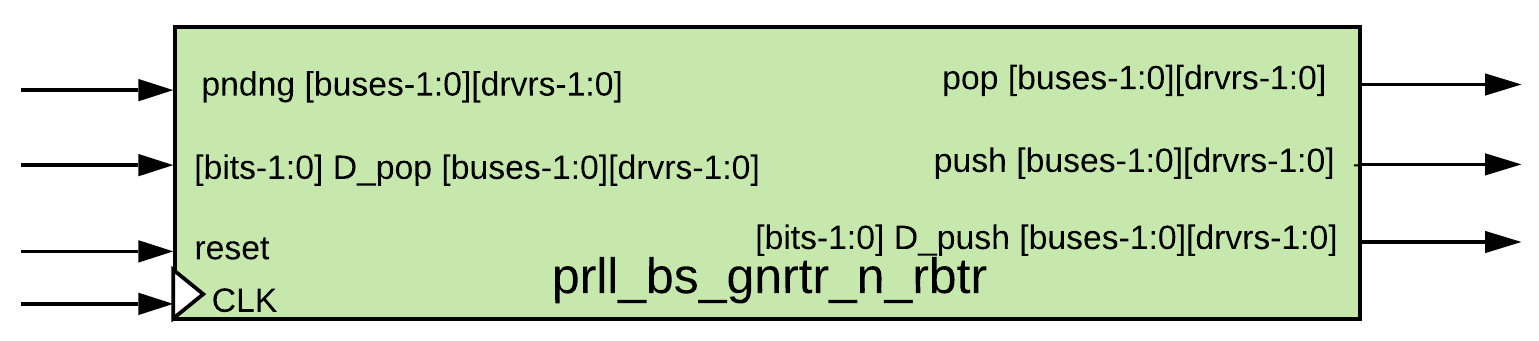 pndng [buses-1:0][drvrs-1:0]
pop [buses-1:0][drvrs-1:0]
[bits-1:0] D_pop [buses-1:0][drvrs-1:0]
push [buses-1:0][drvrs-1:0]
reset
[bits-1:0] D_push [buses-1:0][drvrs-1:0]
prll_bs_gnrtr_n_rbtr
CLK